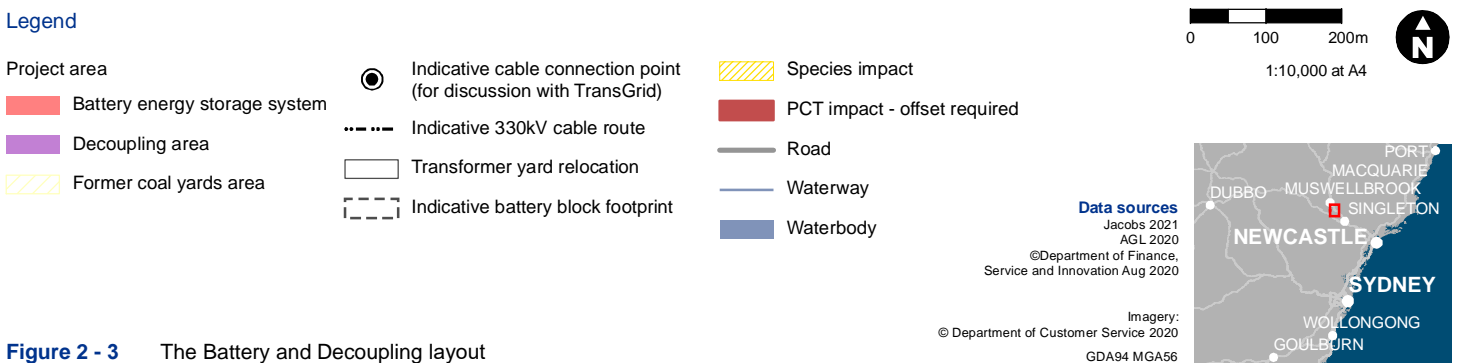 Legend
Project area
Battery energy storage system
Decoupling area
Former coal yards area
Indicative cable connection point
(for discussion with TransGrid)
Indicative 330kV cable route
Transformer yard relocation
Indicative battery block footprint
Species impact
PCT impact - offset required
Road
Waterway
Waterbody
0 100 200m
N
1:10,000 at A4
Data sources
Jacobs 2021
AGL 2020
©Department of Finance,
Service and Innovation Aug 2020
Imagery:
© Department of Customer Service 2020
GDA94 MGA56
PORT
MACQUARIE
DUBBO
MUSWELLBROOK
SINGLETON
NEWCASTLE
SYDNEY
WOLLONGONG
GOULBURN
Figure 2 - 3 The Battery and Decoupling layout